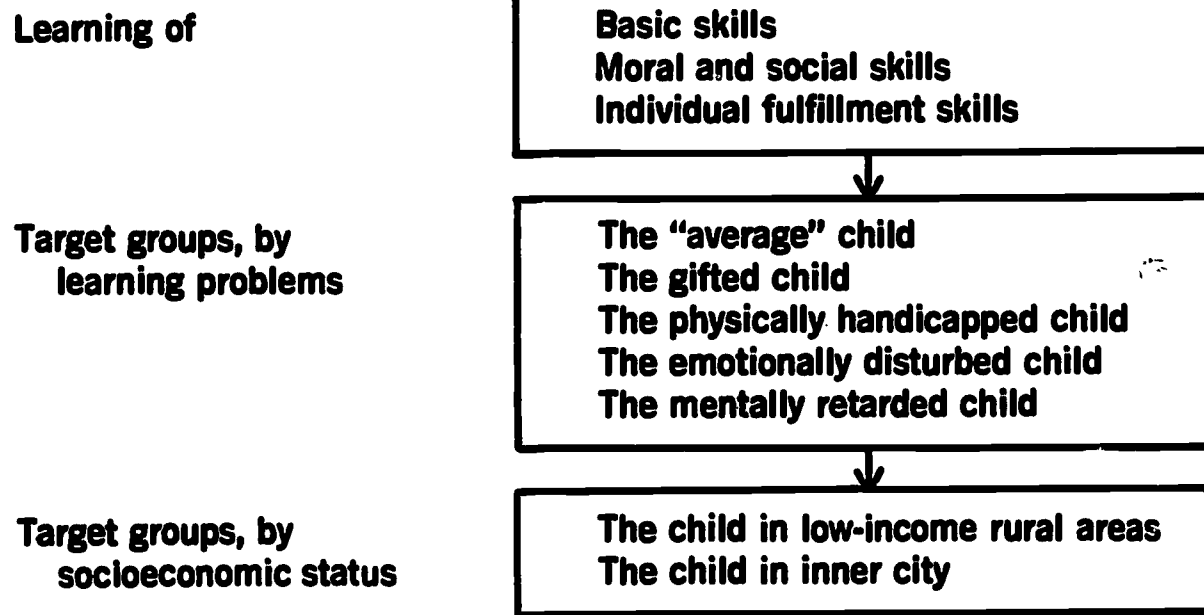 Learning of
Basic skills
Moral and social skills
Individual fulfillment skills
Target groups, by
learning problems
The “average” child
The gifted child
The physically handicapped child
The emotionally disturbed child
The mentally retarded child
Target groups, by
socioeconomic status
The child in low-income rural areas
The child in inner city